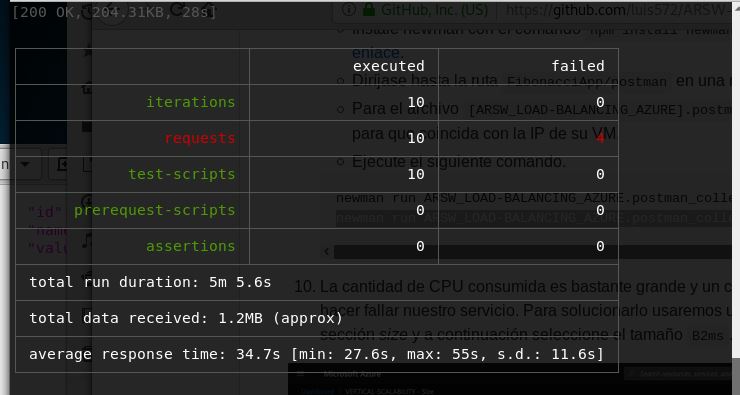 [200 OK, 204.31KB, 28s]
GitHub, Inc. (US) https://github.com/luis572/ARSW
Instale newman con el comando npm install newman
enlace.
executed failed
Diríjase hasta la ruta FibonacciApp/postman en una
iterations 10 0
Para el archivo [ARSW_LOAD-BALANCING_AZURE].postm
requests 10 4
para que coincida con la IP de su VM
Ejecute el siguiente comando.
test-scripts 10 0
newman run ARSW_LOAD-BALANCING_AZURE.postman_colle
"id"
prerequest-scripts 0 0
newman run ARSW_LOAD-BALANCING_AZURE.postman_colle
"name
"valu
assertions 0 0
total run duration: 5m 5.6s
10. La cantidad de CPU consumida es bastante grande y un c
hacer fallar nuestro servicio. Para solucionarlo usaremos u
total data received: 1.2MB (approx)
sección size y a continuación seleccione el tamaño B2ms.
average response time: 34.7s [min: 27.6s, max: 55s, s.d.: 11.6s]
Microsoft Azure
VERTICAL-SCALABILITY - Size